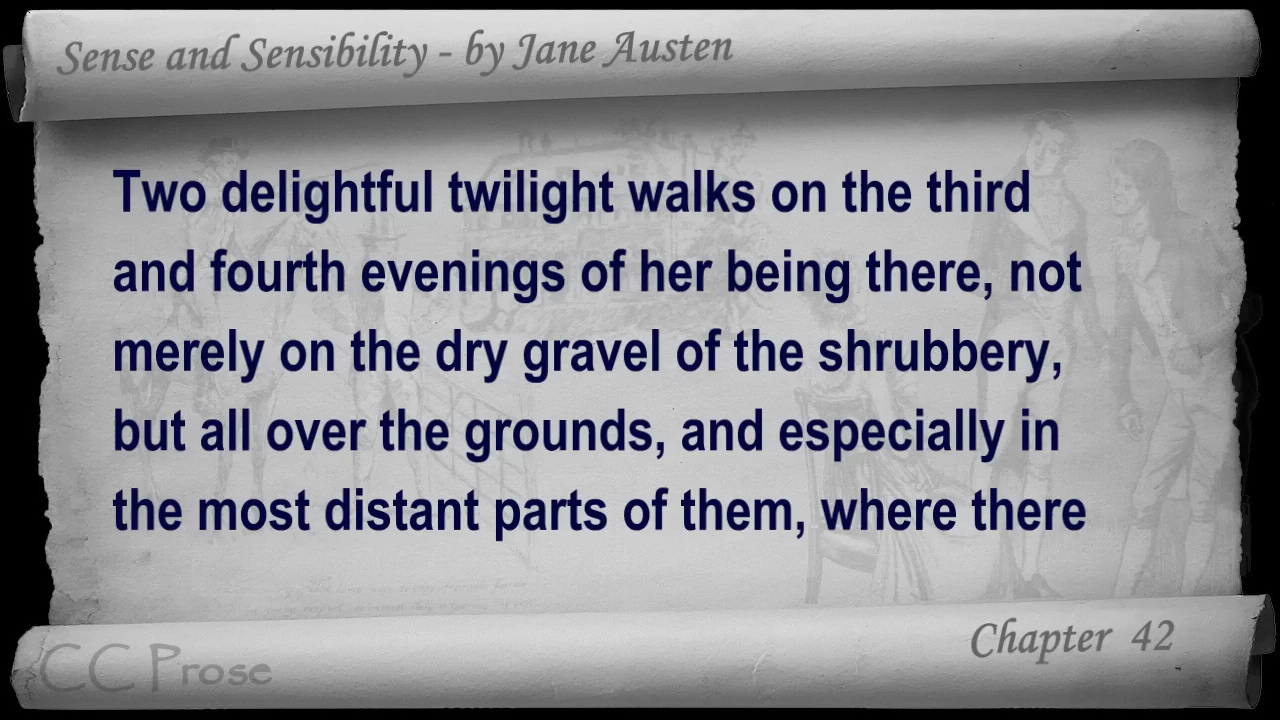 Sense and Sensibility - by Jane Austen
Two delightful twilight walks on the third
and fourth evenings of her being there, not
merely on the dry gravel of the shrubbery,
but all over the grounds, and especially in
the most distant parts of them, where there
Chapter 42
CC Prose